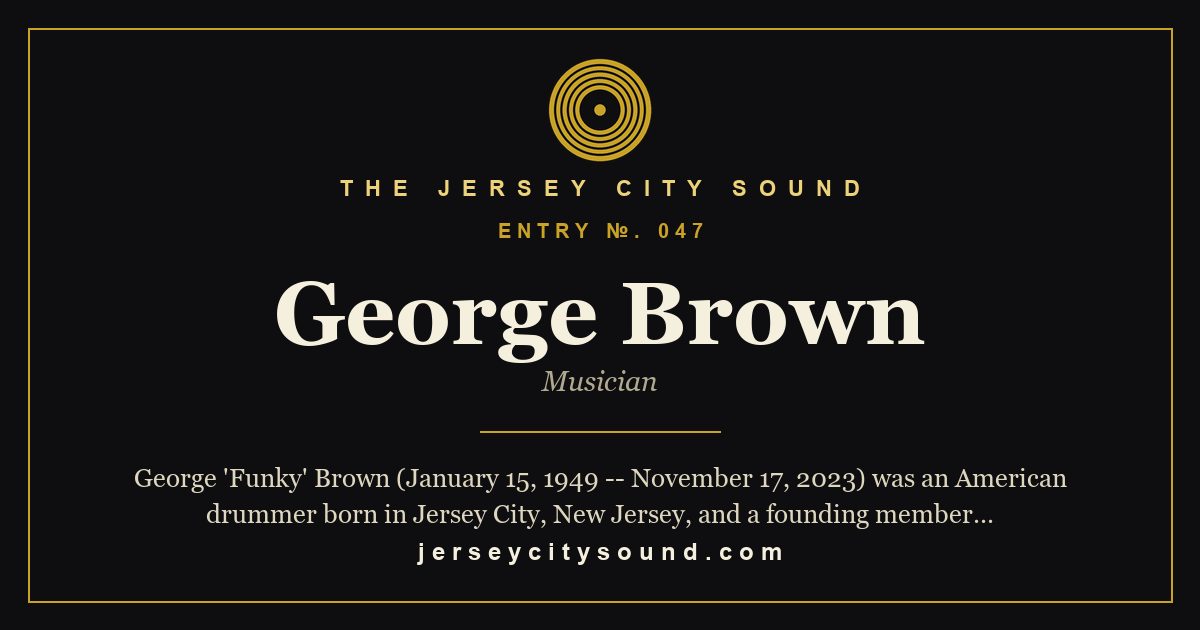 THE JERSEY CITY SOUND
ENTRY №. 047
George Brown
Musician
George 'Funky' Brown (January 15, 1949 -- November 17, 2023) was an American
drummer born in Jersey City, New Jersey, and a founding member...
jerseycitysound.com